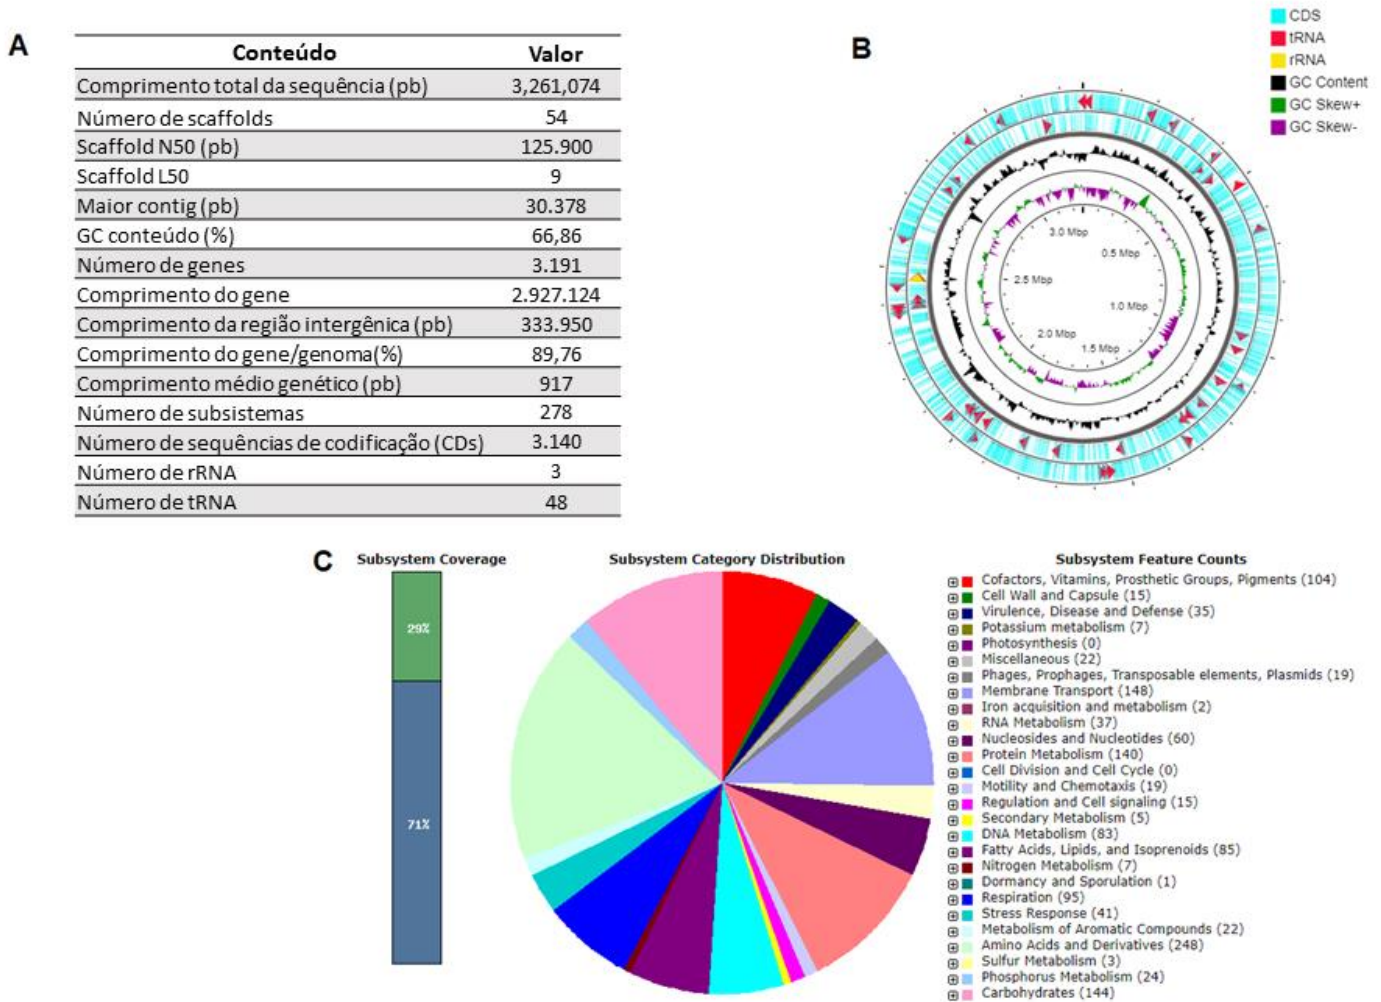 A
Conteúdo Valor
Comprimento total da sequência (pb) 3,261,074
Número de scaffolds 54
Scaffold N50 (pb) 125.900
Scaffold L50 9
Maior contig (pb) 30.378
GC conteúdo (%) 66,86
Número de genes 3.191
Comprimento do gene 2.927.124
Comprimento da região intergênica (pb) 333.950
Comprimento do gene/genoma(%) 89,76
Comprimento médio genético (pb) 917
Número de subsistemas 278
Número de sequências de codificação (CDs) 3.140
Número de rRNA 3
Número de tRNA 48
B
CDS
tRNA
rRNA
GC Content
GC Skew+
GC Skew-
3.0 Mbp
0.5 Mbp
2.5 Mbp
1.0 Mbp
2.0 Mbp
1.5 Mbp
C
Subsystem Coverage
29%
71%
Subsystem Category Distribution
Subsystem Feature Counts
Cofactors, Vitamins, Prosthetic Groups, Pigments (104)
Cell Wall and Capsule (15)
Virulence, Disease and Defense (35)
Potassium metabolism (7)
Photosynthesis (0)
Miscellaneous (22)
Phages, Prophages, Transposable elements, Plasmids (19)
Membrane Transport (148)
Iron acquisition and metabolism (2)
RNA Metabolism (37)
Nucleosides and Nucleotides (60)
Protein Metabolism (140)
Cell Division and Cell Cycle (0)
Motility and Chemotaxis (19)
Regulation and Cell signaling (15)
Secondary Metabolism (5)
DNA Metabolism (83)
Fatty Acids, Lipids, and Isoprenoids (85)
Nitrogen Metabolism (7)
Dormancy and Sporulation (1)
Respiration (95)
Stress Response (41)
Metabolism of Aromatic Compounds (22)
Amino Acids and Derivatives (248)
Sulfur Metabolism (3)
Phosphorus Metabolism (24)
Carbohydrates (144)